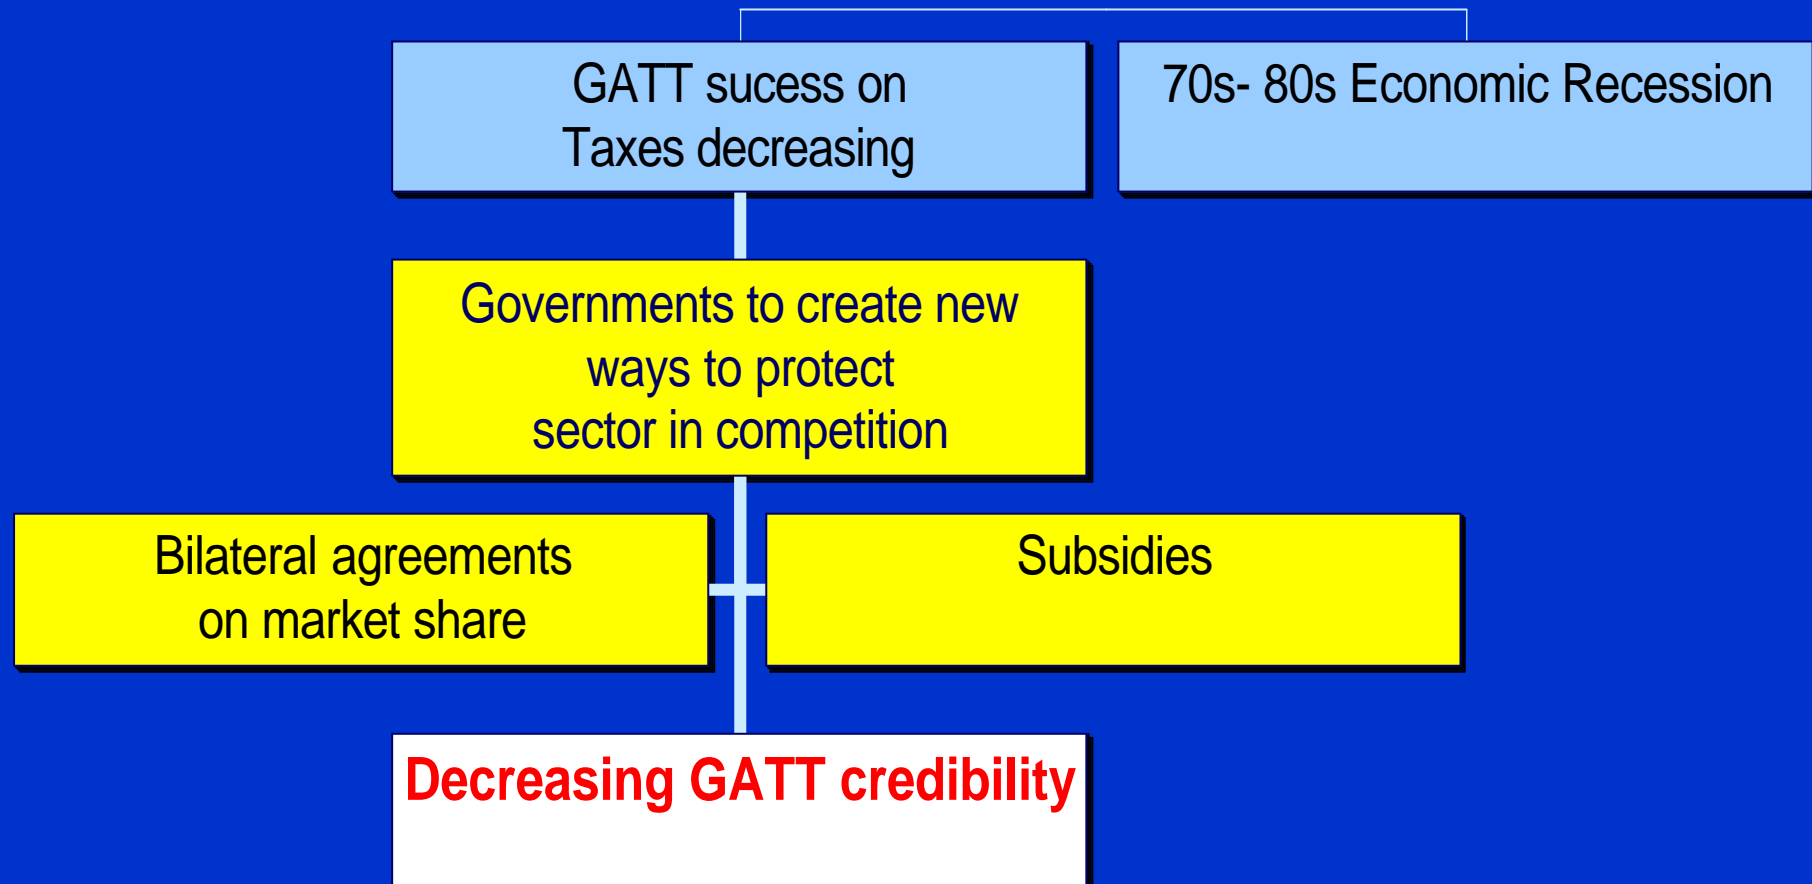 GATT sucess on
Taxes decreasing
70s- 80s Economic Recession
Governments to create new
ways to protect
sector in competition
Bilateral agreements
on market share
Subsidies
Decreasing GATT credibility